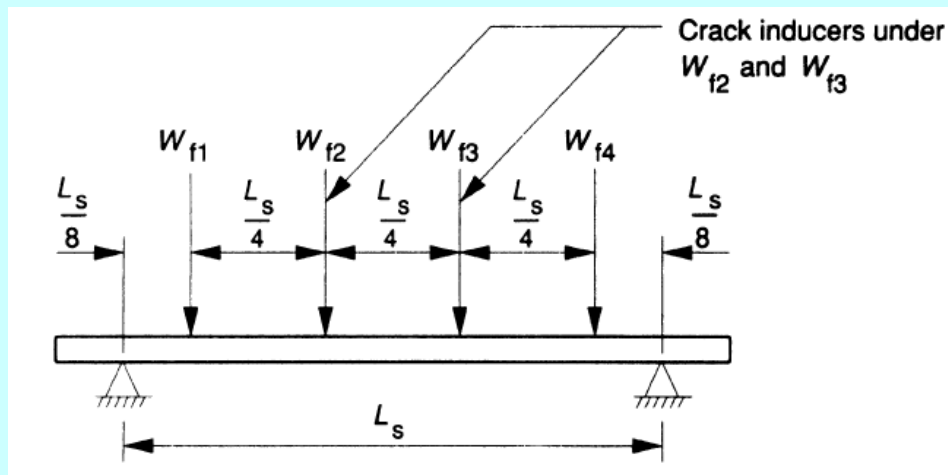 Crack inducers under
W_f2 and W_f3
W_f1 W_f2 W_f3 W_f4
L_s/8 L_s/4 L_s/4 L_s/4 L_s/8
L_s